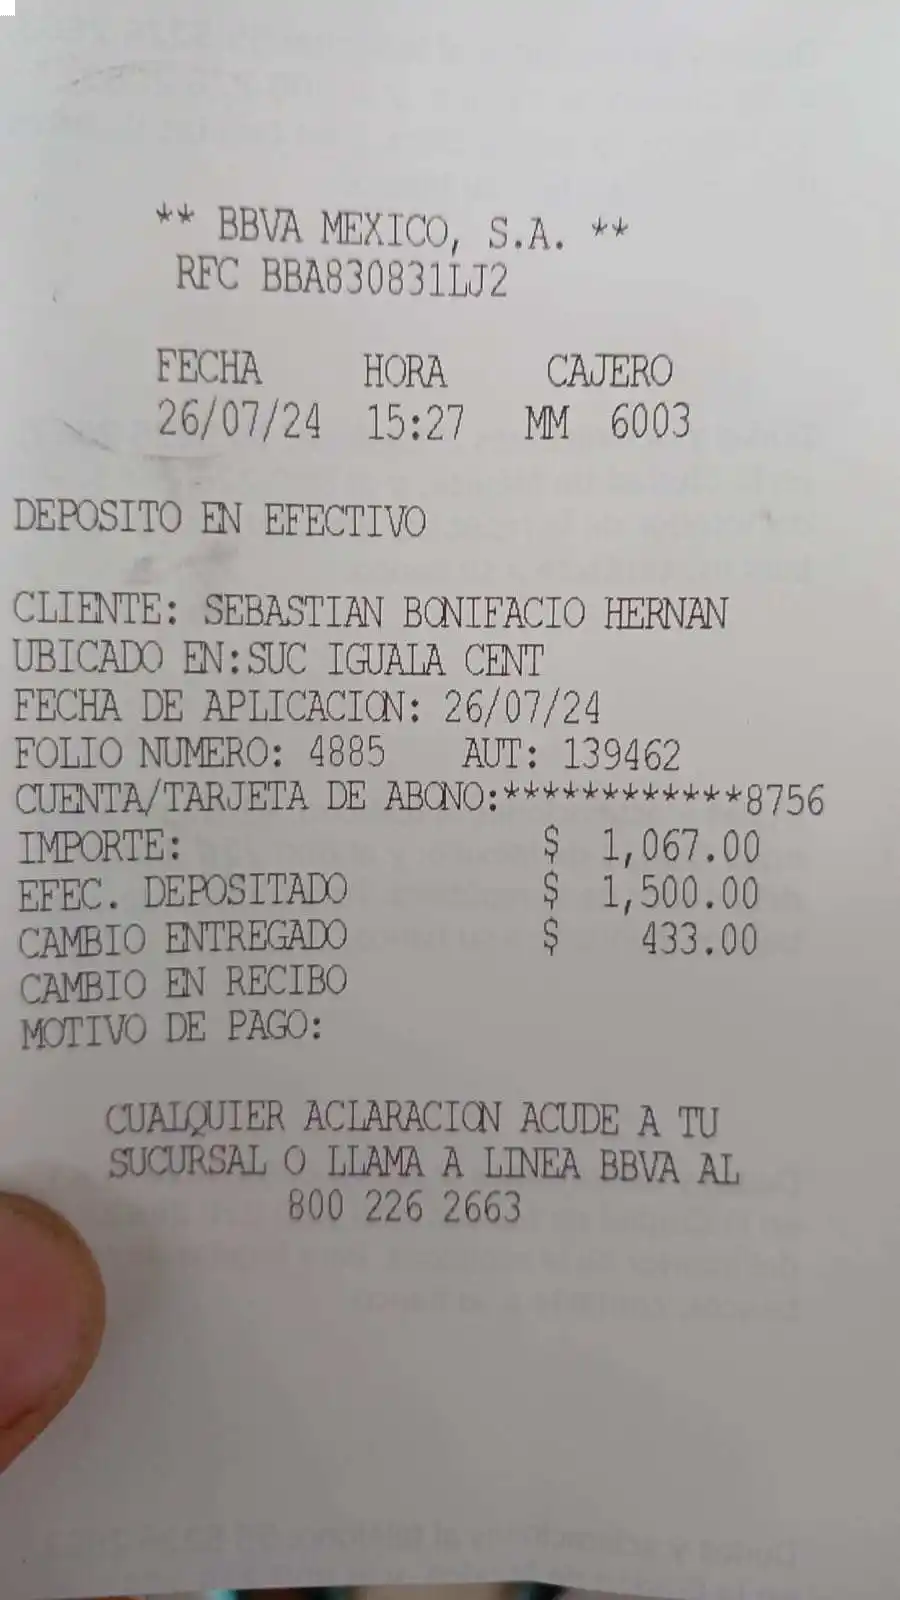 ** BBVA MEXICO, S.A. **
RFC BBA830831LJ2
FECHA HORA CAJERO
26/07/24 15:27 MM 6003
DEPOSITO EN EFECTIVO
CLIENTE: SEBASTIAN BONIFACIO HERNAN
UBICADO EN:SUC IGUALA CENT
FECHA DE APLICACION: 26/07/24
FOLIO NUMERO: 4885 AUT: 139462
CUENTA/TARJETA DE ABONO:************8756
IMPORTE: $ 1,067.00
EFEC. DEPOSITADO $ 1,500.00
CAMBIO ENTREGADO $ 433.00
CAMBIO EN RECIBO
MOTIVO DE PAGO:
CUALQUIER ACLARACION ACUDE A TU
SUCURSAL O LLAMA A LINEA BBVA AL
800 226 2663